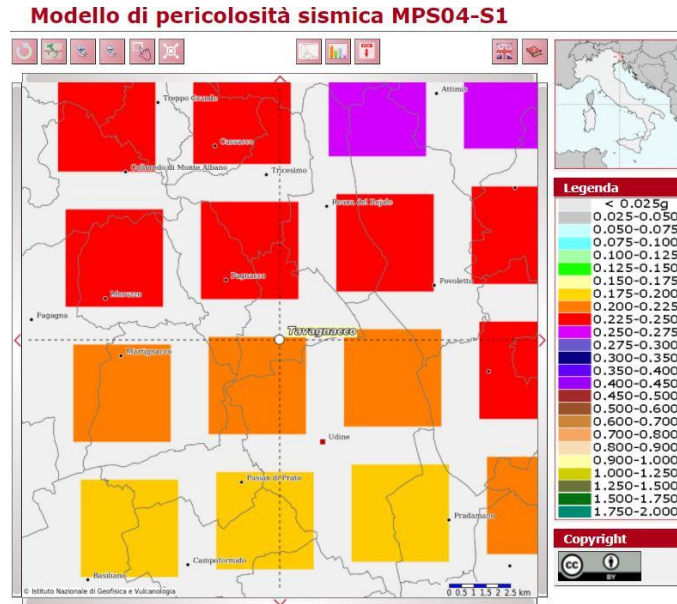 Modello di pericolosità sismica MPS04-S1
Attimis
Treppo Grande
Cassacco
Colloredo di Monte Albano
Tricesimo
Reana del Rojale
Pagnacco
Povoletto
Moruzzo
Fagagna
Tavagnacco
Martignacco
Udine
Pasian di Prato
Pradamano
Campoformido
Basiliano
© Istituto Nazionale di Geofisica e Vulcanologia
0 0.5 1 1.5 2 2.5 km
Legenda
< 0.025g
0.025-0.050
0.050-0.075
0.075-0.100
0.100-0.125
0.125-0.150
0.150-0.175
0.175-0.200
0.200-0.225
0.225-0.250
0.250-0.275
0.275-0.300
0.300-0.350
0.350-0.400
0.400-0.450
0.450-0.500
0.500-0.600
0.600-0.700
0.700-0.800
0.800-0.900
0.900-1.000
1.000-1.250
1.250-1.500
1.500-1.750
1.750-2.000
Copyright
cc
BY